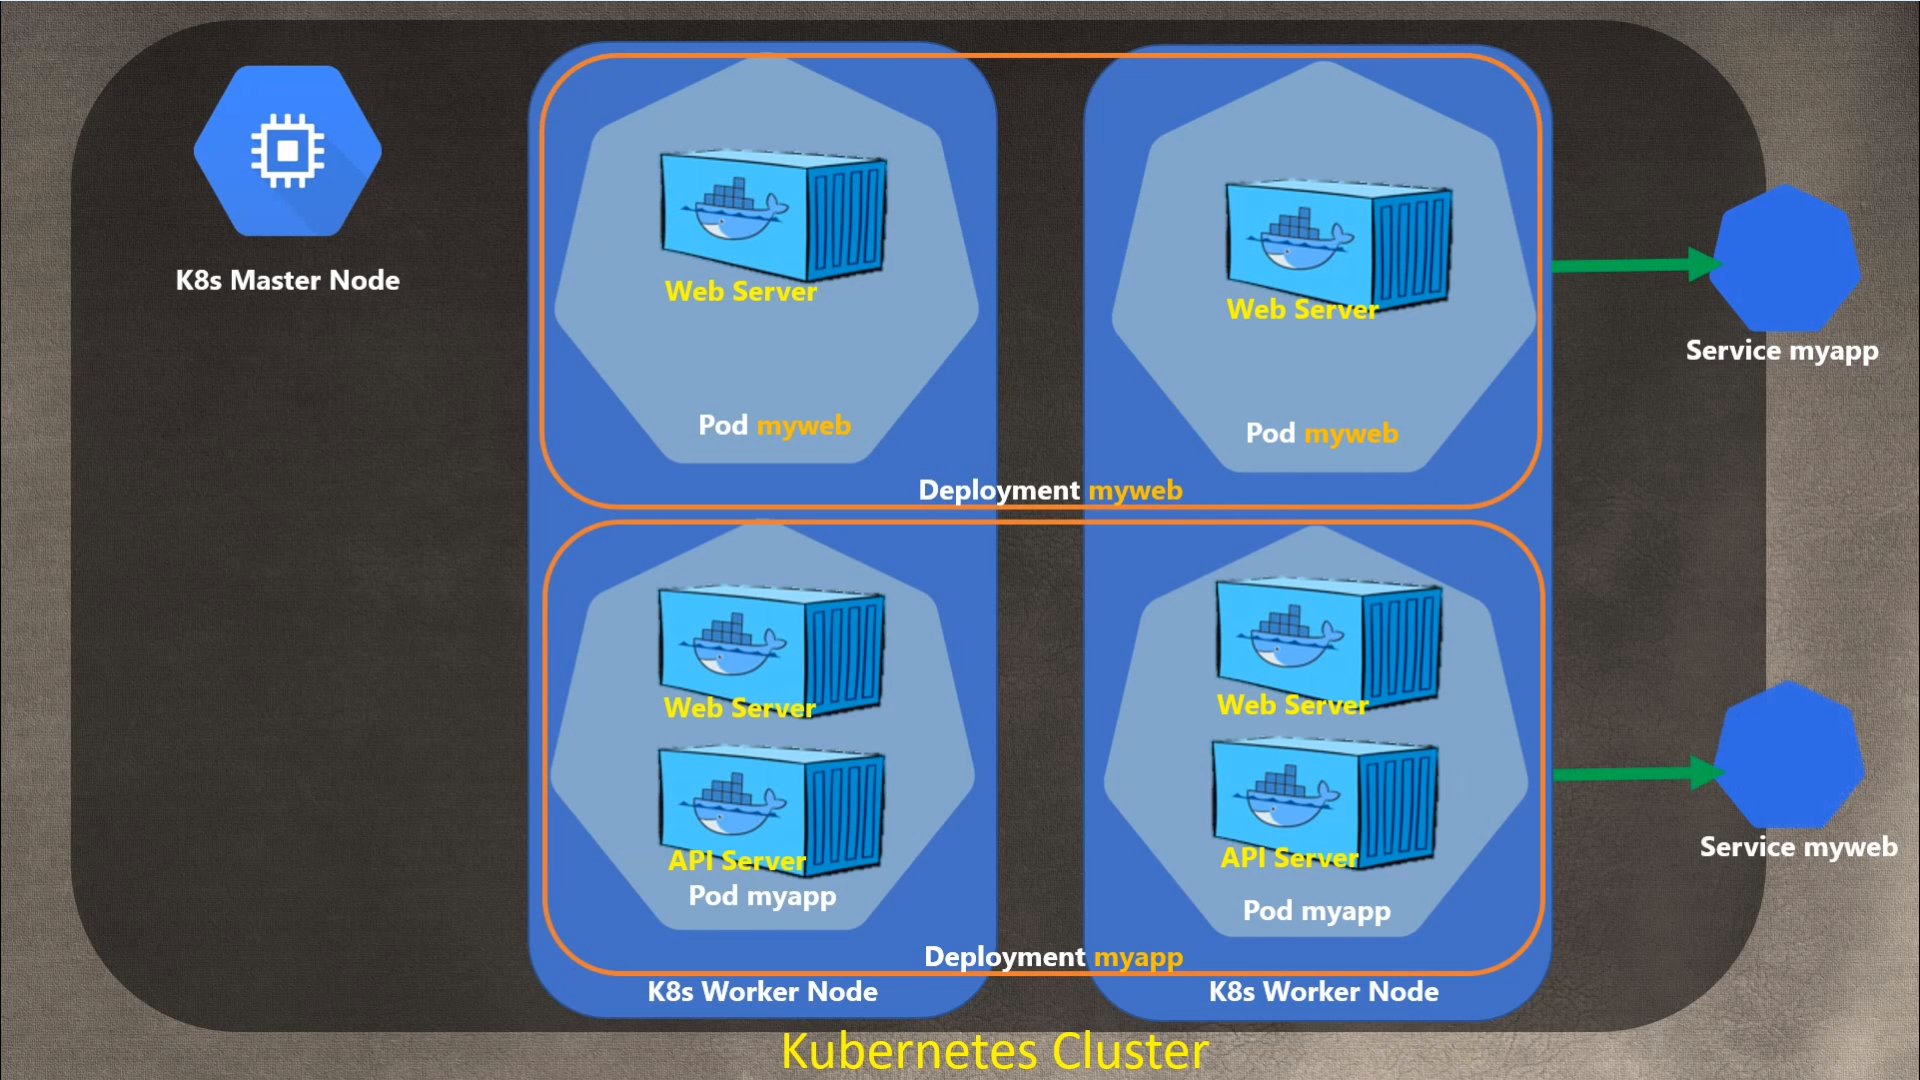 K8s Master Node
Web Server
Pod myweb
Web Server
Pod myweb
Deployment myweb
Service myapp
Web Server
API Server
Pod myapp
Web Server
API Server
Pod myapp
Deployment myapp
Service myweb
K8s Worker Node
K8s Worker Node
Kubernetes Cluster